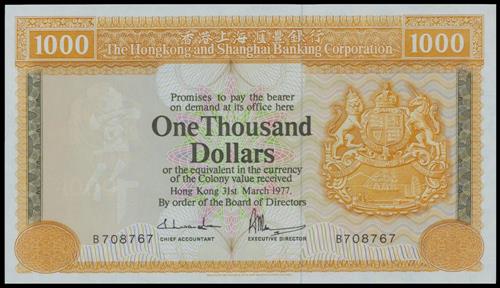 香港上海滙豐銀行
1000 The Hongkong and Shanghai Banking Corporation 1000
Promises to pay the bearer
on demand at its office here
One Thousand
Dollars
or the equivalent in the currency
of the Colony value received
Hong Kong 31st March 1977.
By order of the Board of Directors
B708767 CHIEF ACCOUNTANT EXECUTIVE DIRECTOR B708767